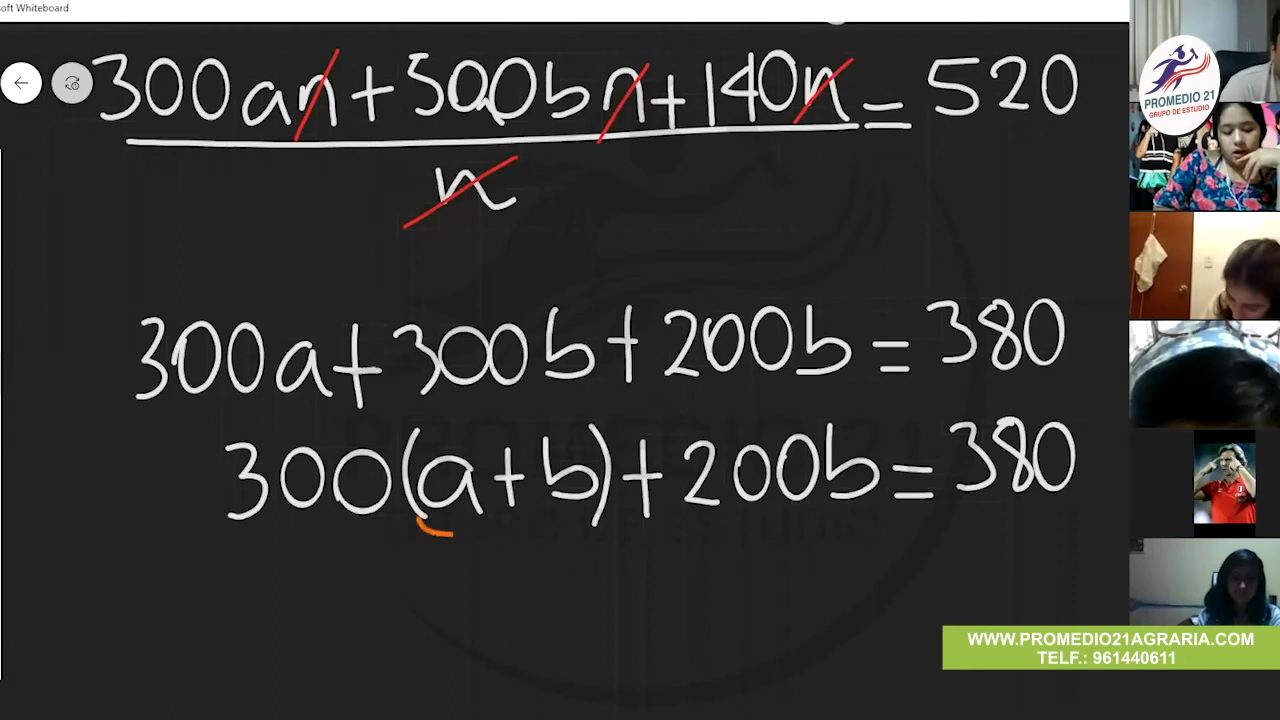 soft Whiteboard
300an + 500bn + 140n = 520
n
300a + 300b + 200b = 380
300(a + b) + 200b = 380
PROMEDIO 21
GRUPO DE ESTUDIO
WWW.PROMEDIO21AGRARIA.COM
TELF.: 961440611